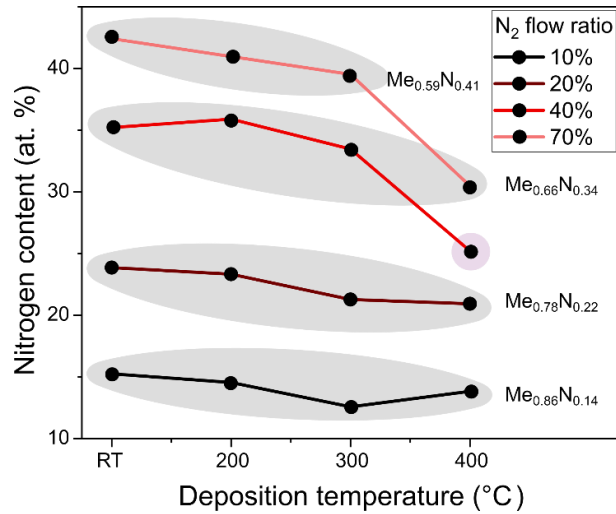 N₂ flow ratio
10%
20%
40%
70%
Me₀.₅₉N₀.₄₁
Me₀.₆₆N₀.₃₄
Me₀.₇₈N₀.₂₂
Me₀.₈₆N₀.₁₄
Nitrogen content (at. %)
40
30
20
10
RT
200
300
400
Deposition temperature (°C)